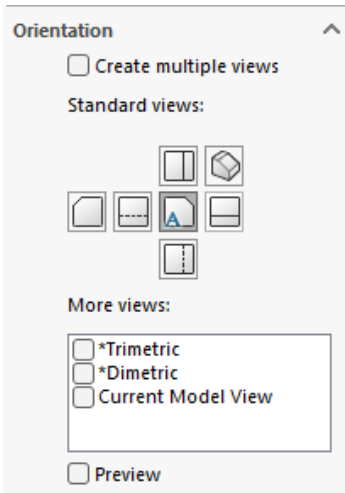 Orientation
Create multiple views
Standard views:
A
More views:
*Trimetric
*Dimetric
Current Model View
Preview